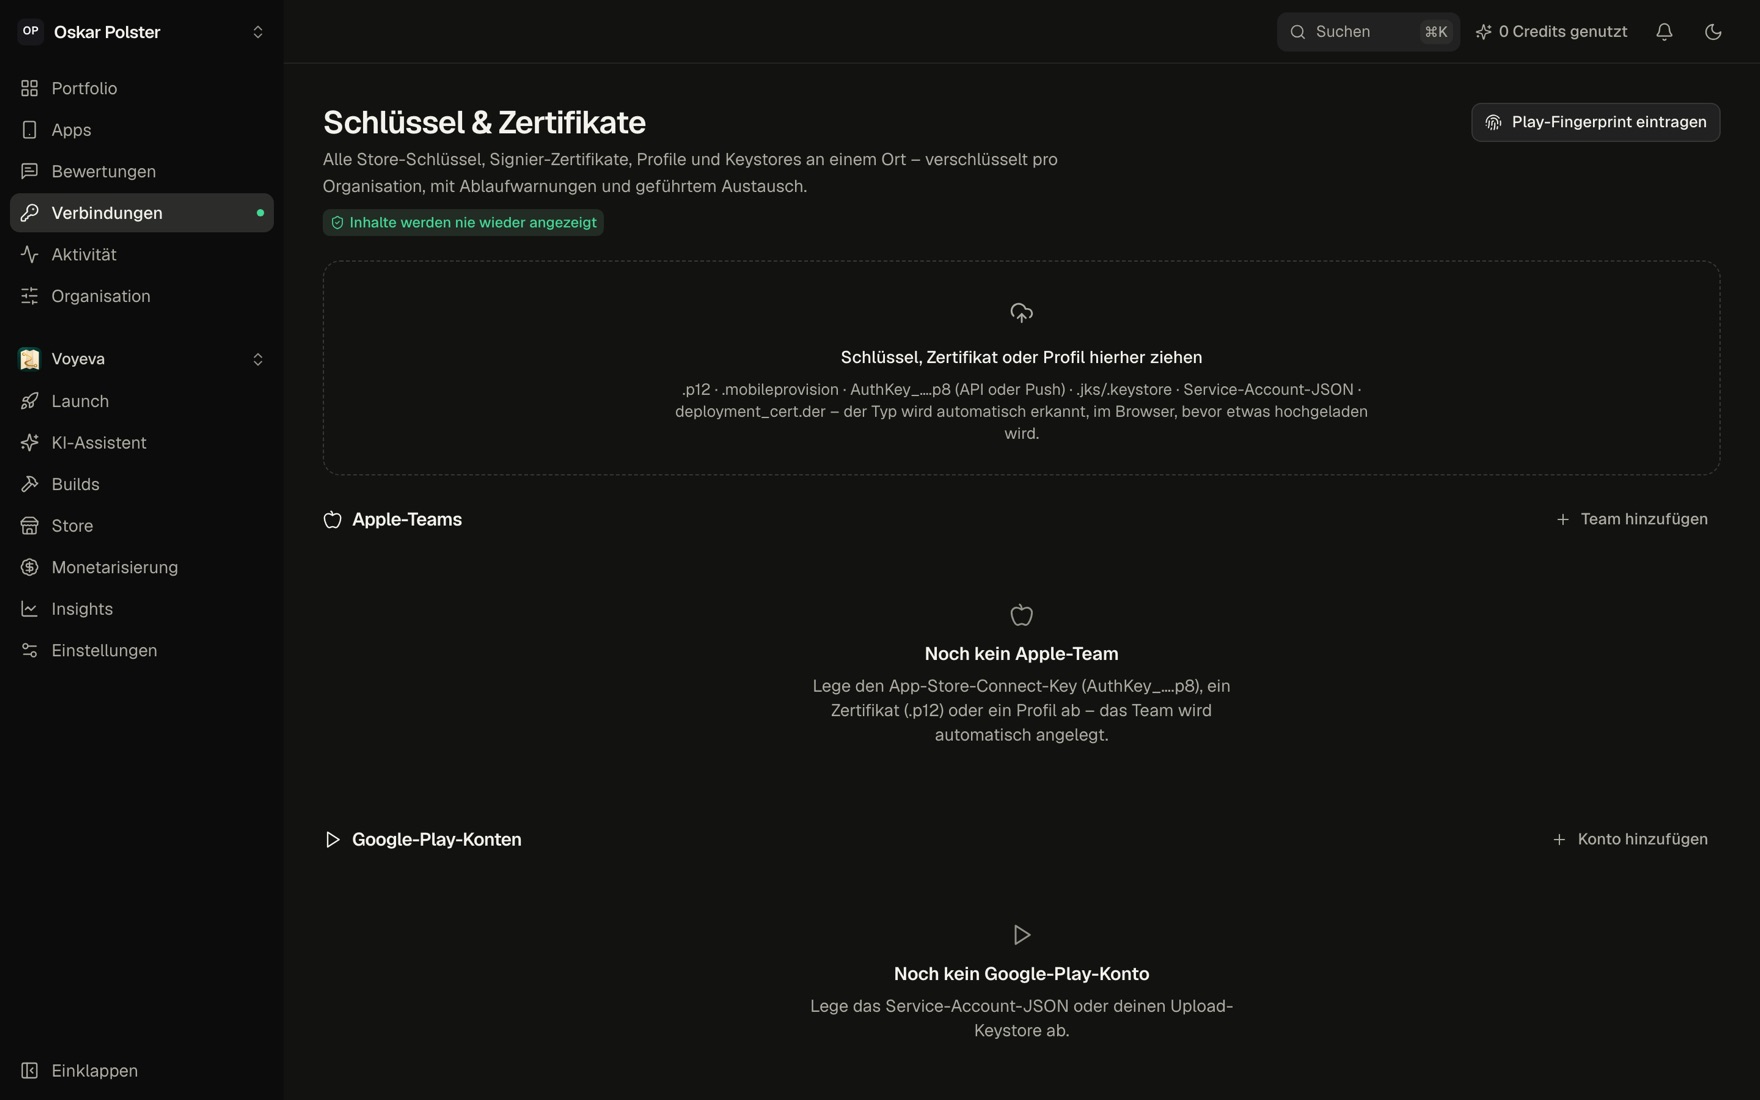 OP Oskar Polster
Portfolio
Apps
Bewertungen
Verbindungen
Aktivität
Organisation
Voyeva
Launch
KI-Assistent
Builds
Store
Monetarisierung
Insights
Einstellungen
Einklappen
Suchen ⌘K
0 Credits genutzt
Schlüssel & Zertifikate
Play-Fingerprint eintragen
Alle Store-Schlüssel, Signier-Zertifikate, Profile und Keystores an einem Ort – verschlüsselt pro
Organisation, mit Ablaufwarnungen und geführtem Austausch.
Inhalte werden nie wieder angezeigt
Schlüssel, Zertifikat oder Profil hierher ziehen
.p12 · .mobileprovision · AuthKey_….p8 (API oder Push) · .jks/.keystore · Service-Account-JSON ·
deployment_cert.der – der Typ wird automatisch erkannt, im Browser, bevor etwas hochgeladen
wird.
Apple-Teams
Team hinzufügen
Noch kein Apple-Team
Lege den App-Store-Connect-Key (AuthKey_….p8), ein
Zertifikat (.p12) oder ein Profil ab – das Team wird
automatisch angelegt.
Google-Play-Konten
Konto hinzufügen
Noch kein Google-Play-Konto
Lege das Service-Account-JSON oder deinen Upload-
Keystore ab.